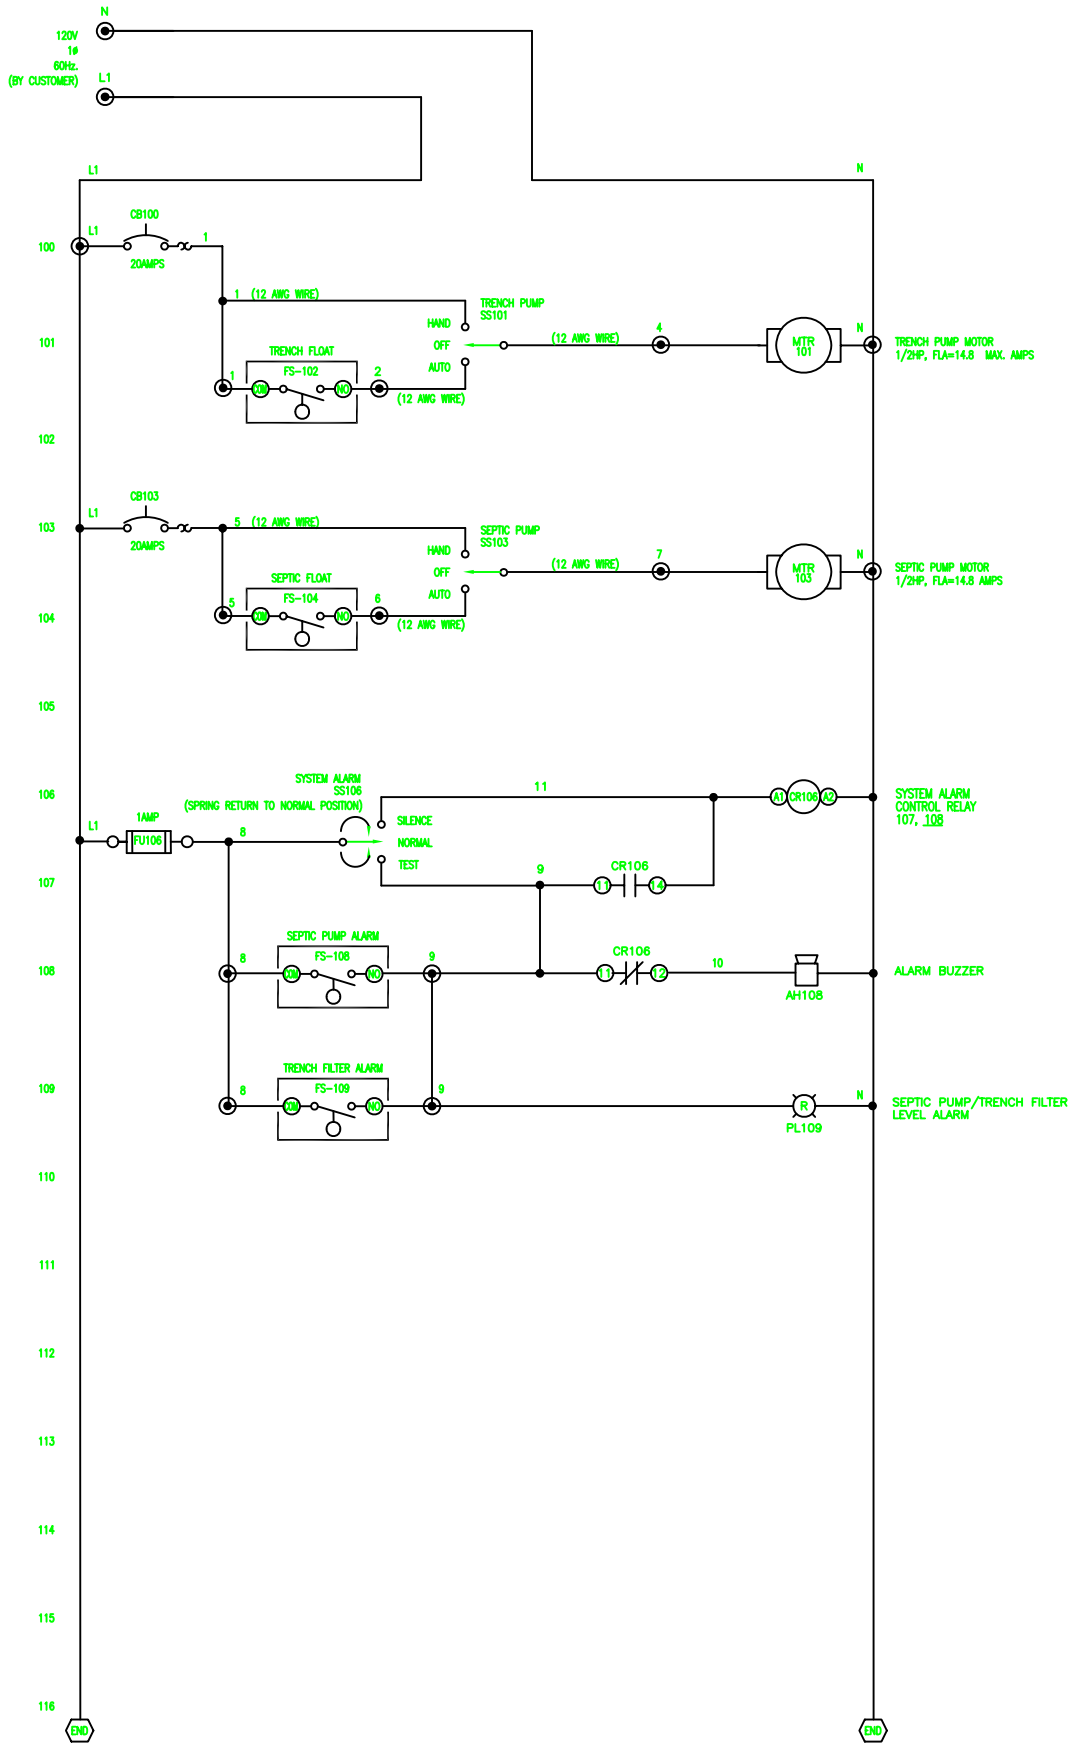 N
120V
1ø
60Hz.
(BY CUSTOMER)
L1
L1
N
CB100
L1
1
100
20AMPS
1 (12 AWG WIRE)
TRENCH PUMP
SS101
HAND
4
N
101
OFF
(12 AWG WIRE)
MTR
101
TRENCH PUMP MOTOR
1/2HP, FLA=14.8 MAX. AMPS
TRENCH FLOAT
AUTO
1
FS-102
2
COM
NO
(12 AWG WIRE)
102
CB103
L1
103
5 (12 AWG WIRE)
20AMPS
SEPTIC PUMP
SS103
HAND
7
N
OFF
(12 AWG WIRE)
MTR
103
SEPTIC PUMP MOTOR
1/2HP, FLA=14.8 AMPS
SEPTIC FLOAT
AUTO
5
FS-104
6
104
COM
NO
(12 AWG WIRE)
105
SYSTEM ALARM
SS106
11
106
(SPRING RETURN TO NORMAL POSITION)
A1
CR106
A2
SYSTEM ALARM
CONTROL RELAY
107, 108
L1
1AMP
8
SILENCE
FU106
NORMAL
TEST
9
CR106
107
11
14
SEPTIC PUMP ALARM
8
FS-108
9
CR106
108
COM
NO
11
12
10
AH108
ALARM BUZZER
TRENCH FILTER ALARM
109
8
FS-109
9
N
COM
NO
R
PL109
SEPTIC PUMP/TRENCH FILTER
LEVEL ALARM
110
111
112
113
114
115
116
END
END